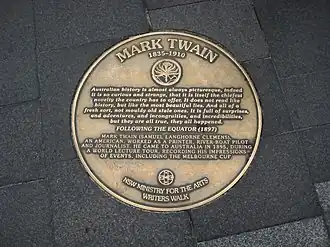 MARK TWAIN
1835-1910
Australian history is almost always picturesque, indeed
it is so curious and strange, that it is itself the chiefest
novelty the country has to offer. It does not read like
history, but like the most beautiful lies. And all of a
fresh sort, not mouldy old stale ones. It is full of surprises,
and adventures, and incongruities, and incredibilities,
but they are all true, they all happened.
FOLLOWING THE EQUATOR (1897)
MARK TWAIN (SAMUEL LANGHORNE CLEMENS),
AN AMERICAN, WORKED AS A PRINTER, RIVER-BOAT PILOT
AND JOURNALIST. HE CAME TO AUSTRALIA IN 1895, DURING
A WORLD LECTURE TOUR, RECORDING HIS IMPRESSIONS
OF EVENTS, INCLUDING THE MELBOURNE CUP
NSW MINISTRY FOR THE ARTS
WRITERS WALK